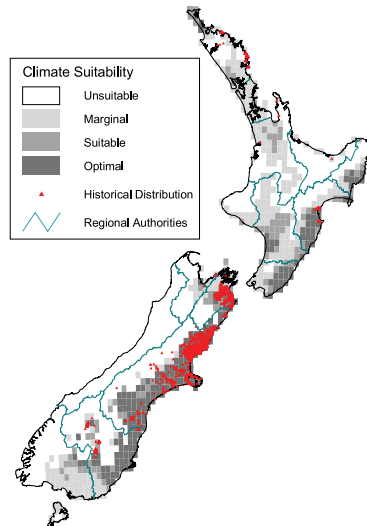 Climate Suitability
Unsuitable
Marginal
Suitable
Optimal
Historical Distribution
Regional Authorities